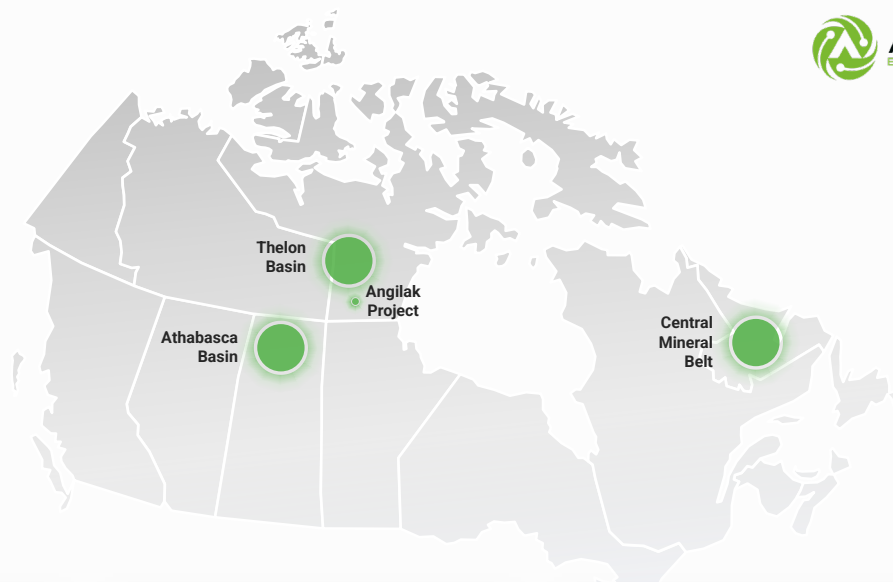 Thelon
Basin
Angilak
Project
Athabasca
Basin
Central
Mineral
Belt